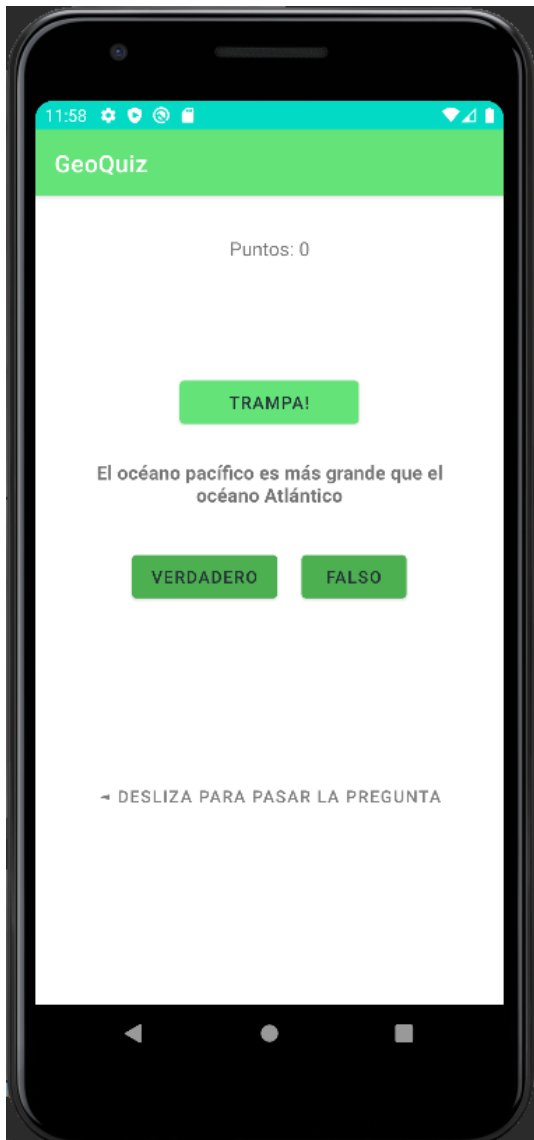 11:58
GeoQuiz
Puntos: 0
TRAMPA!
El océano pacífico es más grande que el
océano Atlántico
VERDADERO FALSO
◄ DESLIZA PARA PASAR LA PREGUNTA